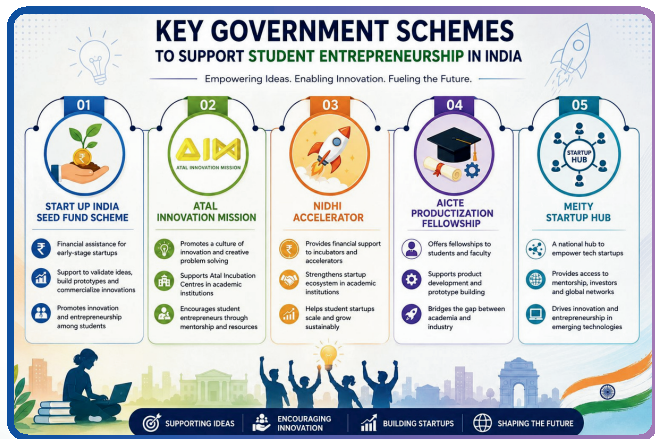 KEY GOVERNMENT SCHEMES
TO SUPPORT STUDENT ENTREPRENEURSHIP IN INDIA
Empowering Ideas. Enabling Innovation. Fueling the Future.
01
₹
START UP INDIA
SEED FUND SCHEME
₹
Financial assistance for
early-stage startups
Support to validate ideas,
build prototypes and
commercialize innovations
Promotes innovation
and entrepreneurship
among students
02
AIM
ATAL INNOVATION MISSION
ATAL
INNOVATION MISSION
Promotes a culture of
innovation and creative
problem solving
Supports Atal Incubation
Centres in academic
institutions
Encourages student
entrepreneurs through
mentorship and resources
03
NIDHI
ACCELERATOR
₹
Provides financial support
to incubators and
accelerators
Strengthens startup
ecosystem in academic
institutions
Helps student startups
scale and grow
sustainably
04
AICTE
PRODUCTIZATION
FELLOWSHIP
Offers fellowships to
students and faculty
Supports product
development and
prototype building
Bridges the gap between
academia and
industry
05
STARTUP
HUB
MEITY
STARTUP HUB
A national hub to
empower tech startups
Provides access to
mentorship, investors
and global networks
Drives innovation and
entrepreneurship in
emerging technologies
SUPPORTING IDEAS
ENCOURAGING
INNOVATION
BUILDING STARTUPS
SHAPING THE FUTURE